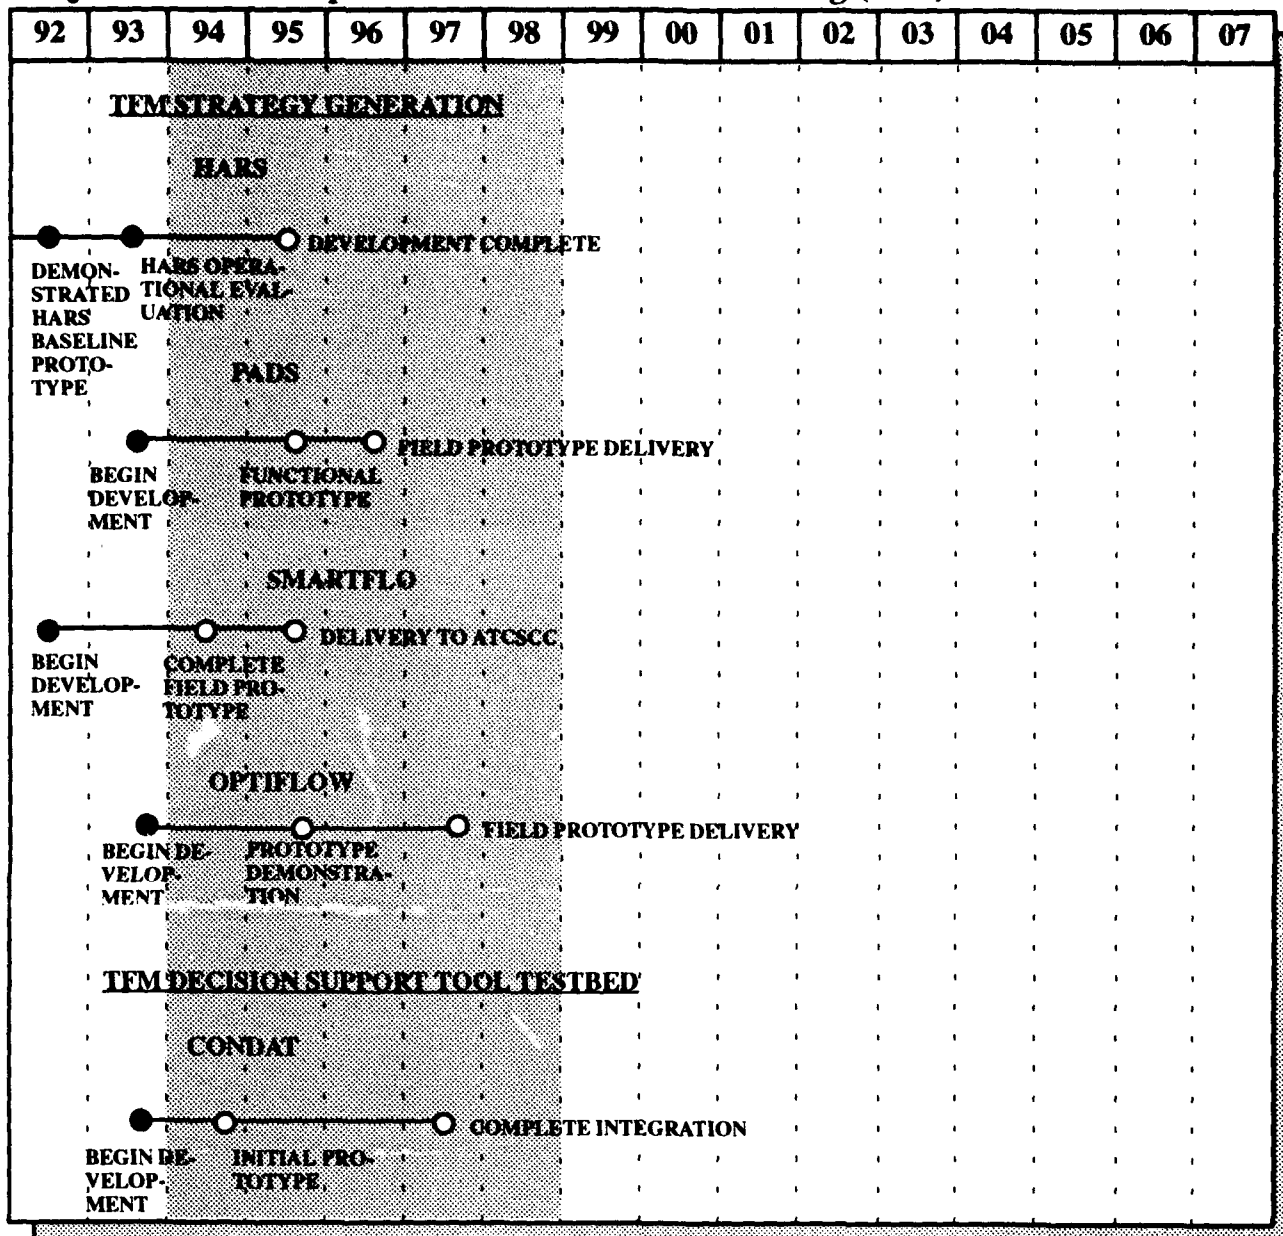 92 93 94 95 96 97 98 99 00 01 02 03 04 05 06 07
TFM STRATEGY GENERATION
HARS
DEVELOPMENT COMPLETE
DEMON-
STRATED
HARS
BASELINE
PROTO-
TYPE
HARS OPERA-
TIONAL EVAL-
UATION
PADS
FIELD PROTOTYPE DELIVERY
BEGIN
DEVELOP-
MENT
FUNCTIONAL
PROTOTYPE
SMARTFLO
DELIVERY TO ATCSCC
BEGIN
DEVELOP-
MENT
COMPLETE
FIELD PRO-
TOTYPE
OPTIFLOW
FIELD PROTOTYPE DELIVERY
BEGIN DE-
VELOP-
MENT
PROTOTYPE
DEMONSTRA-
TION
TFM DECISION SUPPORT TOOL TESTBED
CONDAT
COMPLETE INTEGRATION
BEGIN DE-
VELOP-
MENT
INITIAL PRO-
TOTYPE